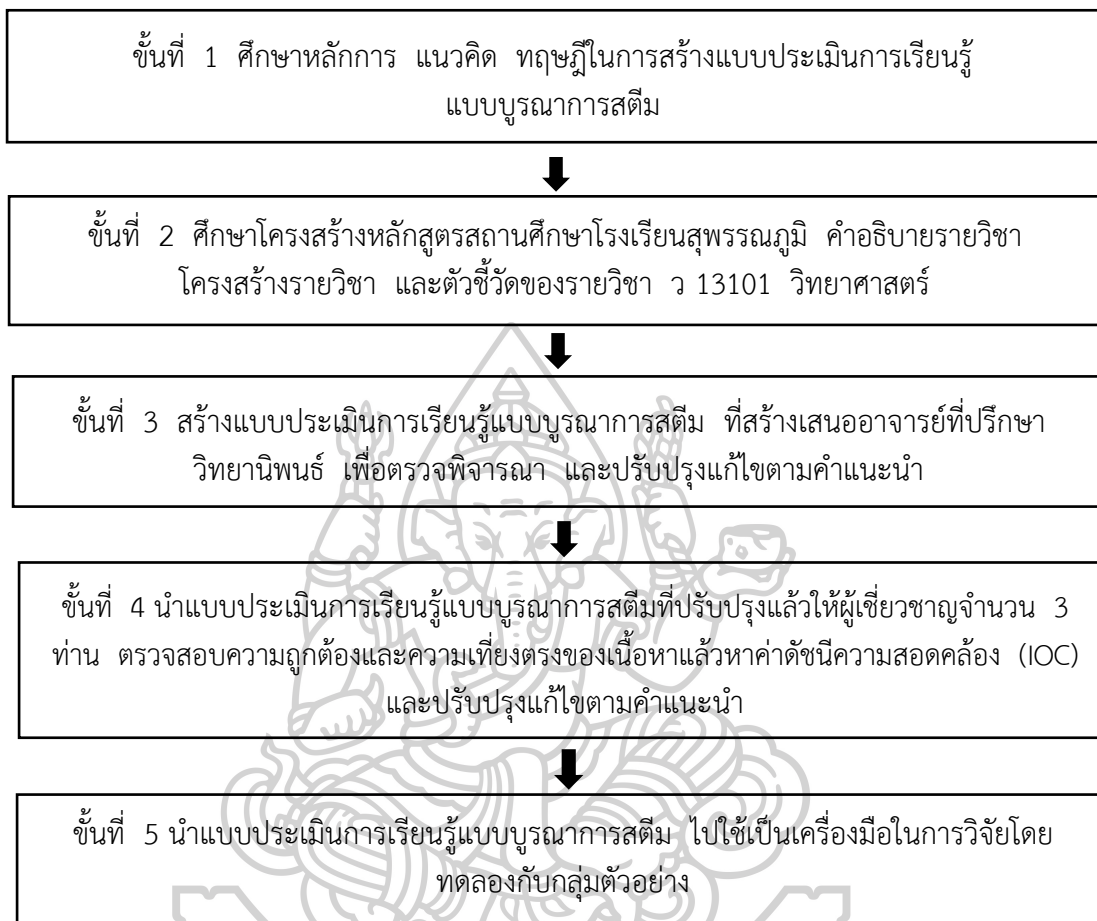 ขั้นที่ 1 ศึกษาหลักการ แนวคิด ทฤษฎีในการสร้างแบบประเมินการเรียนรู้
แบบบูรณาการสตีม
ขั้นที่ 2 ศึกษาโครงสร้างหลักสูตรสถานศึกษาโรงเรียนสุพรรณภูมิ คำอธิบายรายวิชา
โครงสร้างรายวิชา และตัวชี้วัดของรายวิชา ว 13101 วิทยาศาสตร์
ขั้นที่ 3 สร้างแบบประเมินการเรียนรู้แบบบูรณาการสตีม ที่สร้างเสนออาจารย์ที่ปรึกษา
วิทยานิพนธ์ เพื่อตรวจพิจารณา และปรับปรุงแก้ไขตามคำแนะนำ
ขั้นที่ 4 นำแบบประเมินการเรียนรู้แบบบูรณาการสตีมที่ปรับปรุงแล้วให้ผู้เชี่ยวชาญจำนวน 3
ท่าน ตรวจสอบความถูกต้องและความเที่ยงตรงของเนื้อหาแล้วหาค่าดัชนีความสอดคล้อง (IOC)
และปรับปรุงแก้ไขตามคำแนะนำ
ขั้นที่ 5 นำแบบประเมินการเรียนรู้แบบบูรณาการสตีม ไปใช้เป็นเครื่องมือในการวิจัยโดย
ทดลองกับกลุ่มตัวอย่าง